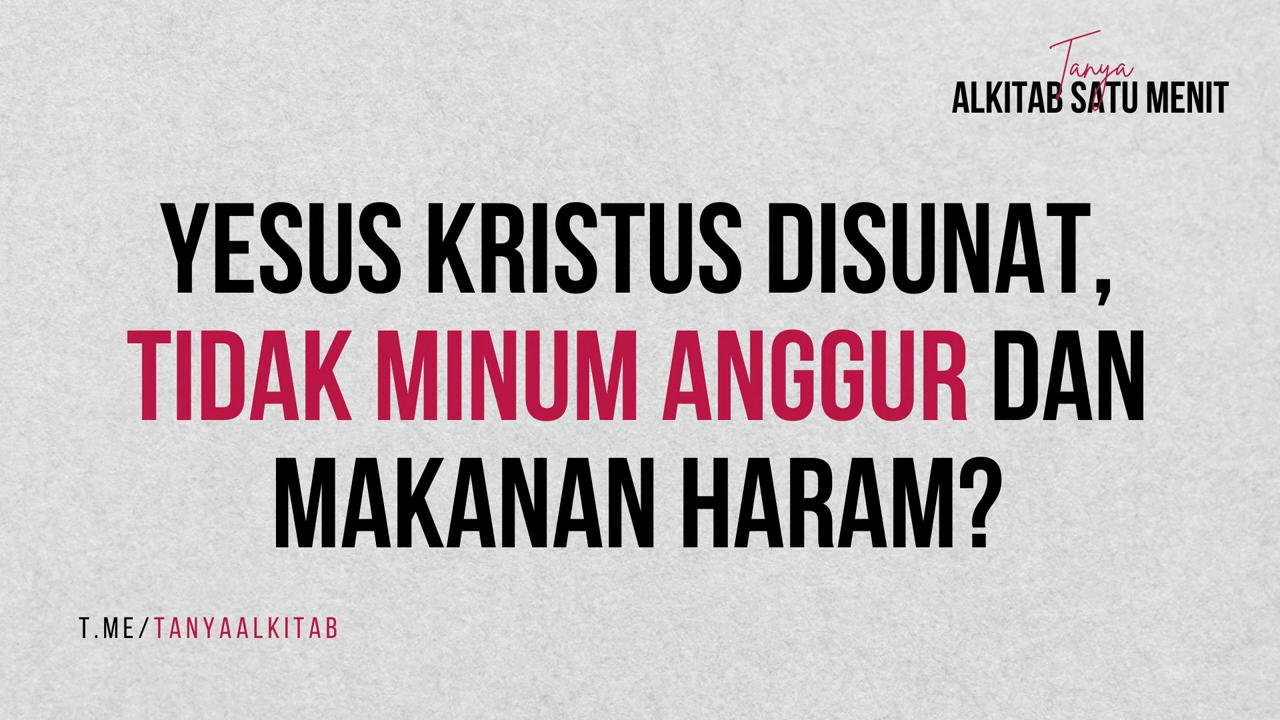 Tanya
ALKITAB SATU MENIT
YESUS KRISTUS DISUNAT,
TIDAK MINUM ANGGUR DAN
MAKANAN HARAM?
T.ME/TANYAALKITAB